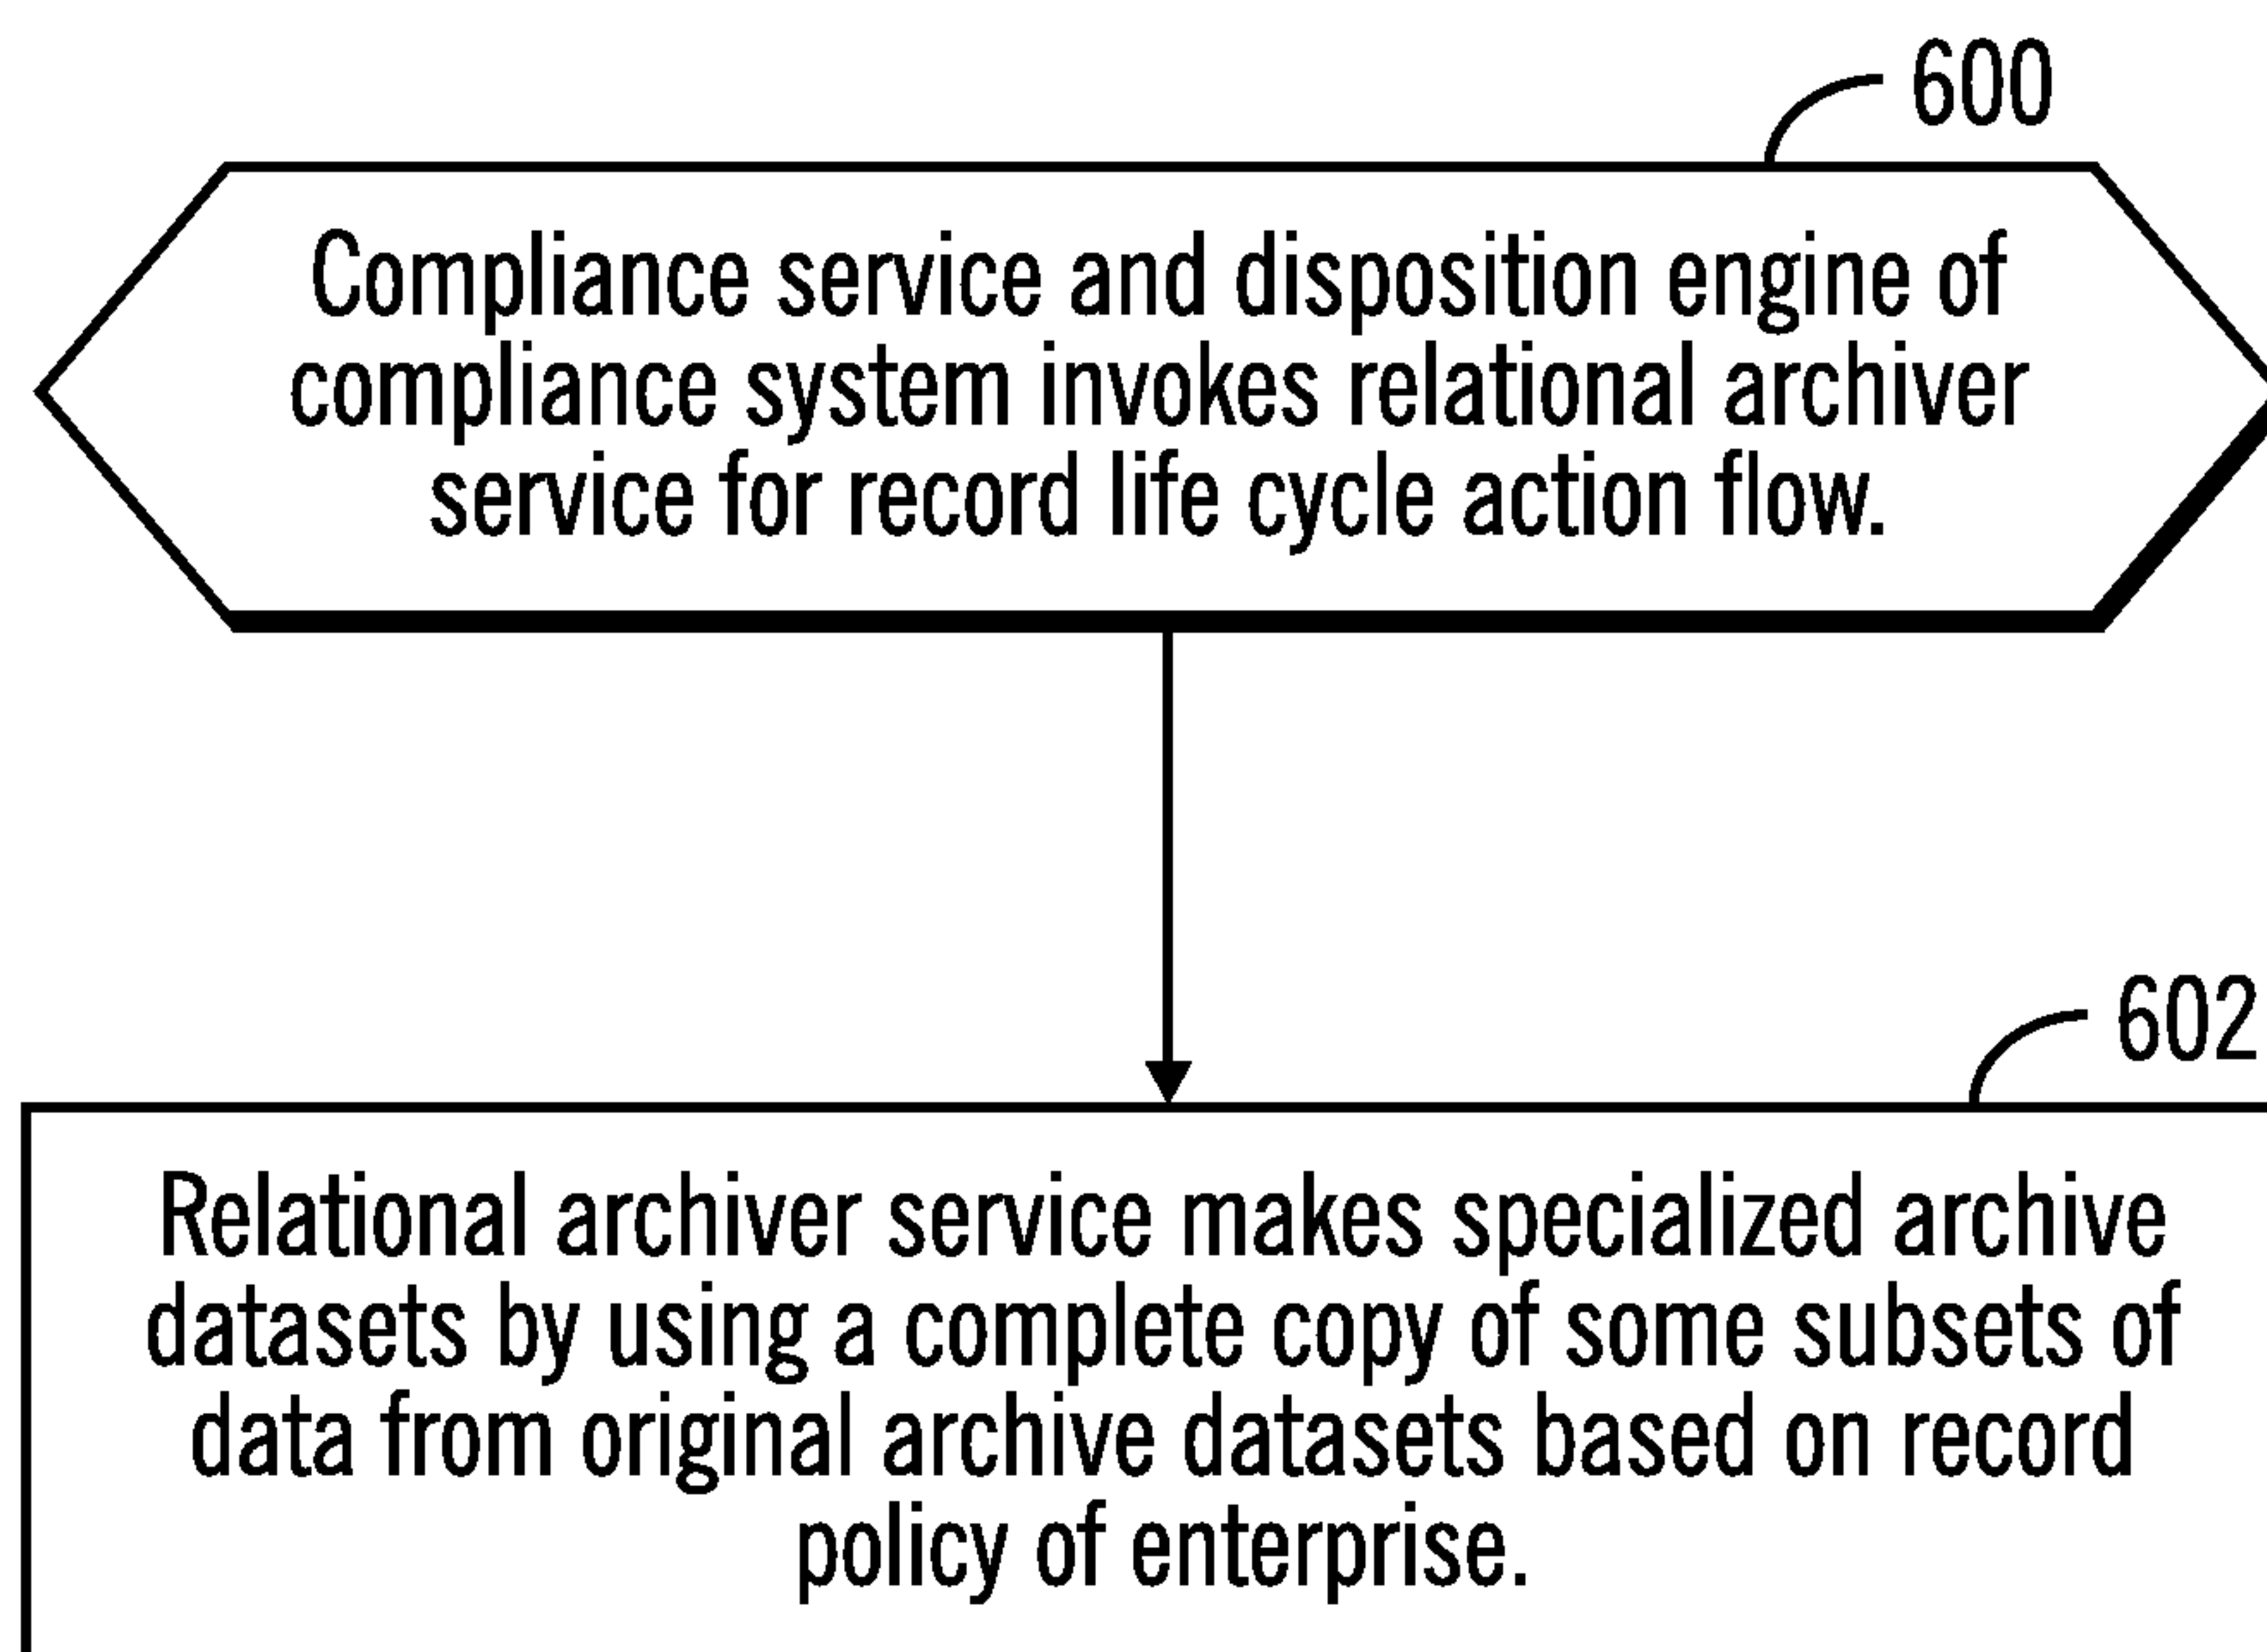 600
Compliance service and disposition engine of
compliance system invokes relational archiver
service for record life cycle action flow.
602
Relational archiver service makes specialized archive
datasets by using a complete copy of some subsets of
data from original archive datasets based on record
policy of enterprise.